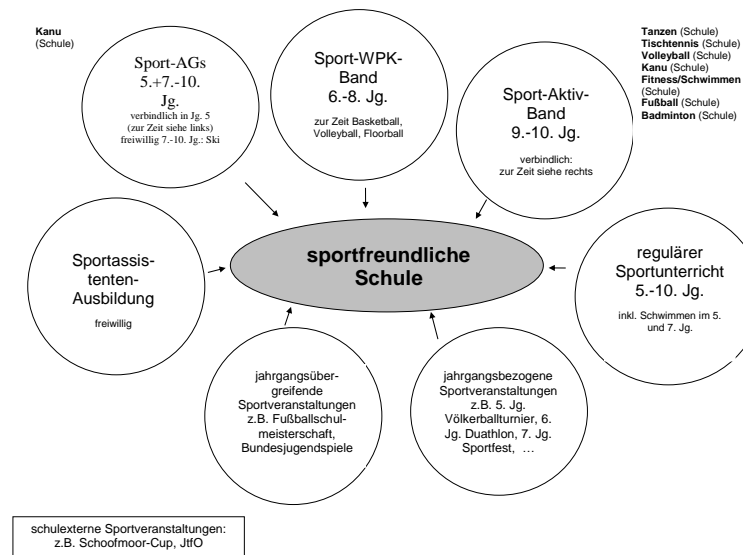 Kanu
(Schule)
Sport-AGs
5.+7.-10.
Jg.
verbindlich in Jg. 5
(zur Zeit siehe links)
freiwillig 7.-10. Jg.: Ski
Sport-WPK-
Band
6.-8. Jg.
zur Zeit Basketball,
Volleyball, Floorball
Sport-Aktiv-
Band
9.-10. Jg.
verbindlich:
zur Zeit siehe rechts
Tanzen (Schule)
Tischtennis (Schule)
Volleyball (Schule)
Kanu (Schule)
Fitness/Schwimmen
(Schule)
Fußball (Schule)
Badminton (Schule)
Sportassis-
tenten-
Ausbildung
freiwillig
sportfreundliche
Schule
regulärer
Sportunterricht
5.-10. Jg.
inkl. Schwimmen im 5.
und 7. Jg.
jahrgangsüber-
greifende
Sportveranstaltungen
z.B. Fußballschul-
meisterschaft,
Bundesjugendspiele
jahrgangsbezogene
Sportveranstaltungen
z.B. 5. Jg.
Völkerballturnier, 6.
Jg. Duathlon, 7. Jg.
Sportfest, …
schulexterne Sportveranstaltungen:
z.B. Schoofmoor-Cup, JtfO